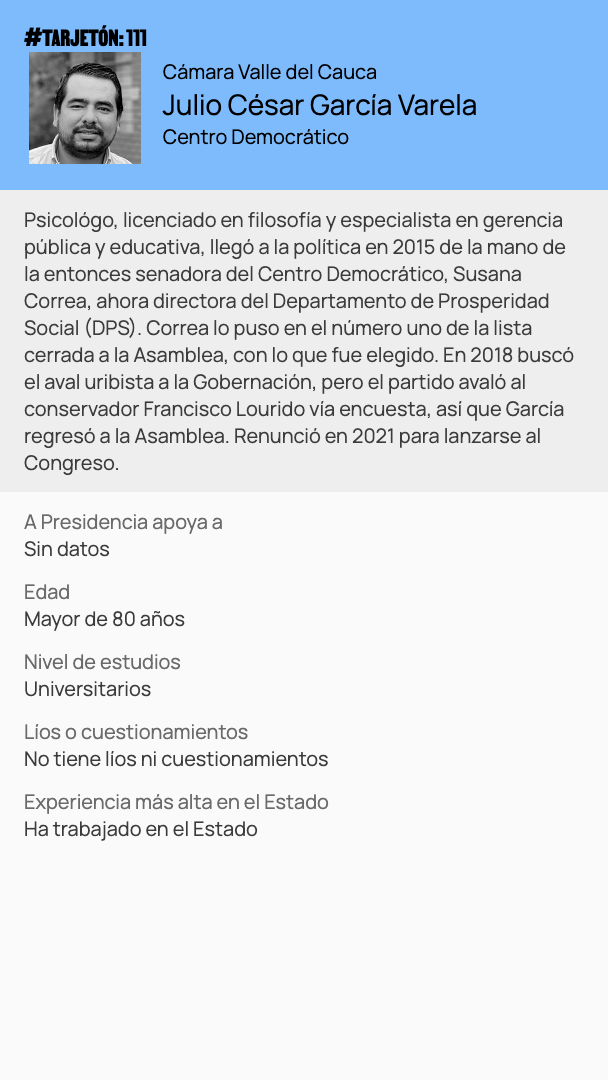 #TARJETÓN: 111
Cámara Valle del Cauca
Julio César García Varela
Centro Democrático
Psicológo, licenciado en filosofía y especialista en gerencia
pública y educativa, llegó a la política en 2015 de la mano de
la entonces senadora del Centro Democrático, Susana
Correa, ahora directora del Departamento de Prosperidad
Social (DPS). Correa lo puso en el número uno de la lista
cerrada a la Asamblea, con lo que fue elegido. En 2018 buscó
el aval uribista a la Gobernación, pero el partido avaló al
conservador Francisco Lourido vía encuesta, así que García
regresó a la Asamblea. Renunció en 2021 para lanzarse al
Congreso.
A Presidencia apoya a
Sin datos
Edad
Mayor de 80 años
Nivel de estudios
Universitarios
Líos o cuestionamientos
No tiene líos ni cuestionamientos
Experiencia más alta en el Estado
Ha trabajado en el Estado